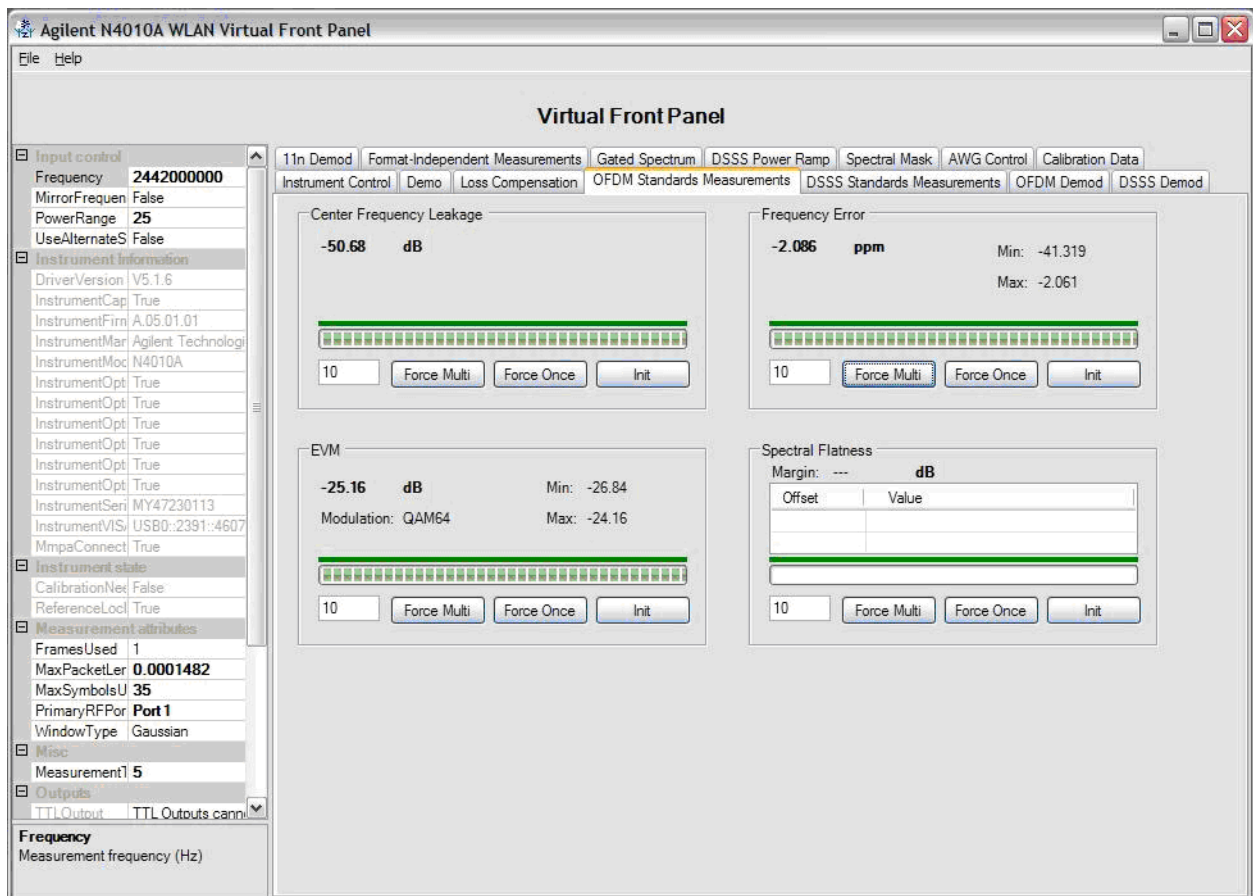 Agilent N4010A WLAN Virtual Front Panel
File Help
Virtual Front Panel
Input control
Frequency 2442000000
MirrorFrequen False
PowerRange 25
UseAlternateS False
Instrument Information
DriverVersion V5.1.6
InstrumentCap True
InstrumentFirn A.05.01.01
InstrumentMar Agilent Technologi
InstrumentMoc N4010A
InstrumentOpt True
InstrumentOpt True
InstrumentOpt True
InstrumentOpt True
InstrumentOpt True
InstrumentSeri MY47230113
InstrumentVIS USB0::2391::4607
MmpaConnect True
Instrument state
CalibrationNee False
ReferenceLocl True
Measurement attributes
FramesUsed 1
MaxPacketLer 0.0001482
MaxSymbolsU 35
PrimaryRFPor Port1
WindowType Gaussian
Misc
MeasurementT 5
Outputs
TTLOutput TTL Outputs canni
Frequency
Measurement frequency (Hz)
11n Demod Format-Independent Measurements Gated Spectrum DSSS Power Ramp Spectral Mask AWG Control Calibration Data
Instrument Control Demo Loss Compensation OFDM Standards Measurements DSSS Standards Measurements OFDM Demod DSSS Demod
Center Frequency Leakage
-50.68 dB
10 Force Multi Force Once Init
Frequency Error
-2.086 ppm Min: -41.319
Max: -2.061
10 Force Multi Force Once Init
EVM
-25.16 dB Min: -26.84
Modulation: QAM64 Max: -24.16
10 Force Multi Force Once Init
Spectral Flatness
Margin: --- dB
Offset Value
10 Force Multi Force Once Init